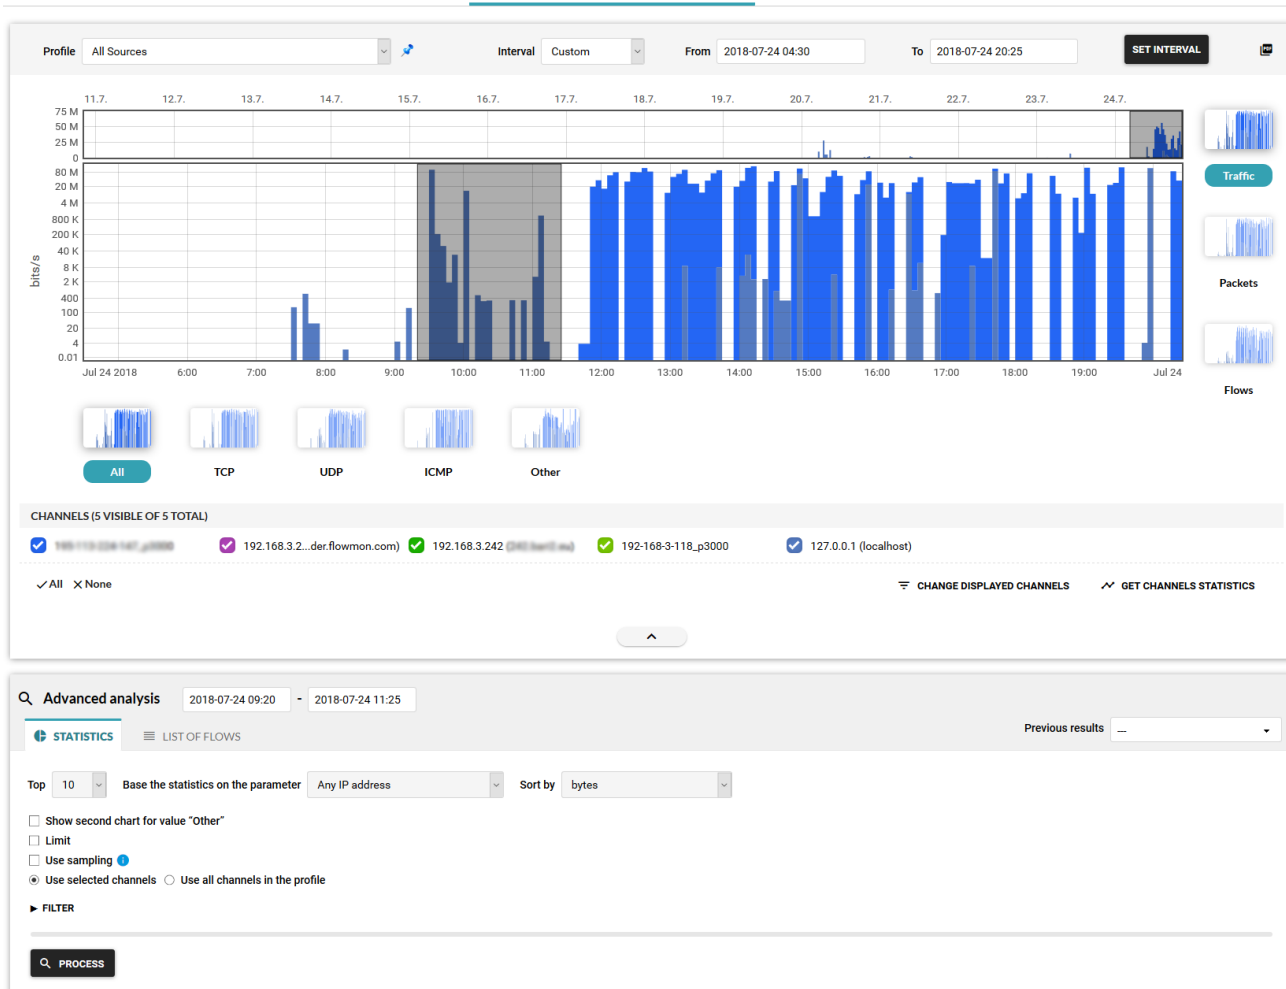 Profile All Sources Interval Custom From 2018-07-24 04:30 To 2018-07-24 20:25 SET INTERVAL PDF
11.7. 12.7. 13.7. 14.7. 15.7. 16.7. 17.7. 18.7. 19.7. 20.7. 21.7. 22.7. 23.7. 24.7.
75 M
50 M
25 M
0
80 M
20 M
4 M
800 K
200 K
40 K
8 K
2 K
400
100
20
4
0.01
bits/s
Jul 24 2018 6:00 7:00 8:00 9:00 10:00 11:00 12:00 13:00 14:00 15:00 16:00 17:00 18:00 19:00 Jul 24
Traffic
Packets
Flows
All TCP UDP ICMP Other
CHANNELS (5 VISIBLE OF 5 TOTAL)
192.168.3.2...der.flowmon.com) 192.168.3.242 192-168-3-118_p3000 127.0.0.1 (localhost)
All None CHANGE DISPLAYED CHANNELS GET CHANNELS STATISTICS
Advanced analysis 2018-07-24 09:20 - 2018-07-24 11:25
STATISTICS LIST OF FLOWS Previous results ---
Top 10 Base the statistics on the parameter Any IP address Sort by bytes
Show second chart for value “Other”
Limit
Use sampling i
Use selected channels Use all channels in the profile
FILTER
PROCESS